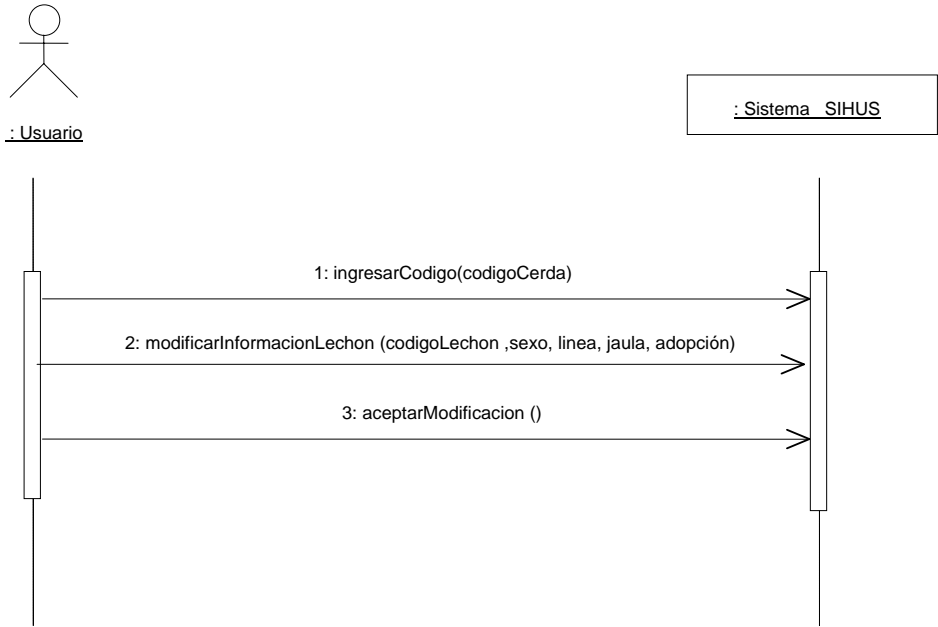 : Usuario
: Sistema SIHUS
1: ingresarCodigo(codigoCerda)
2: modificarInformacionLechon (codigoLechon ,sexo, linea, jaula, adopción)
3: aceptarModificacion ()